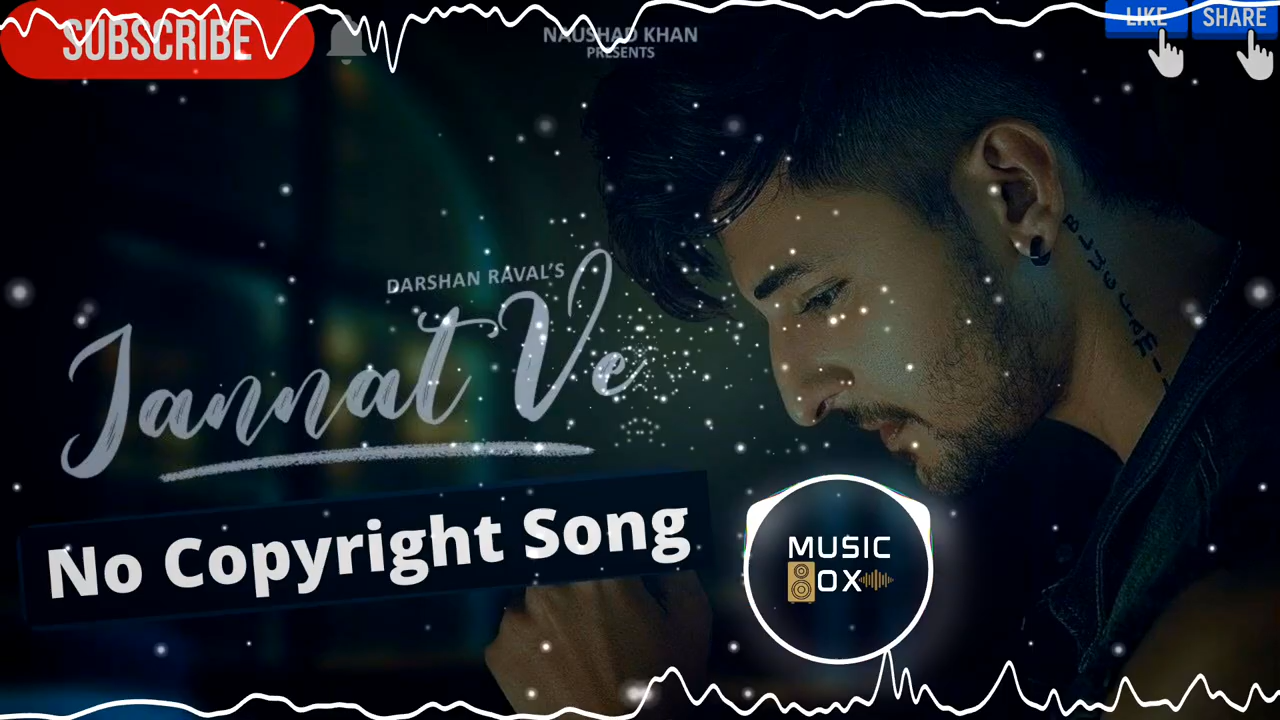 SUBSCRIBE
NAUSHAD KHAN
PRESENTS
LIKE
SHARE
DARSHAN RAVAL'S
Jannat Ve
No Copyright Song
MUSIC
OX